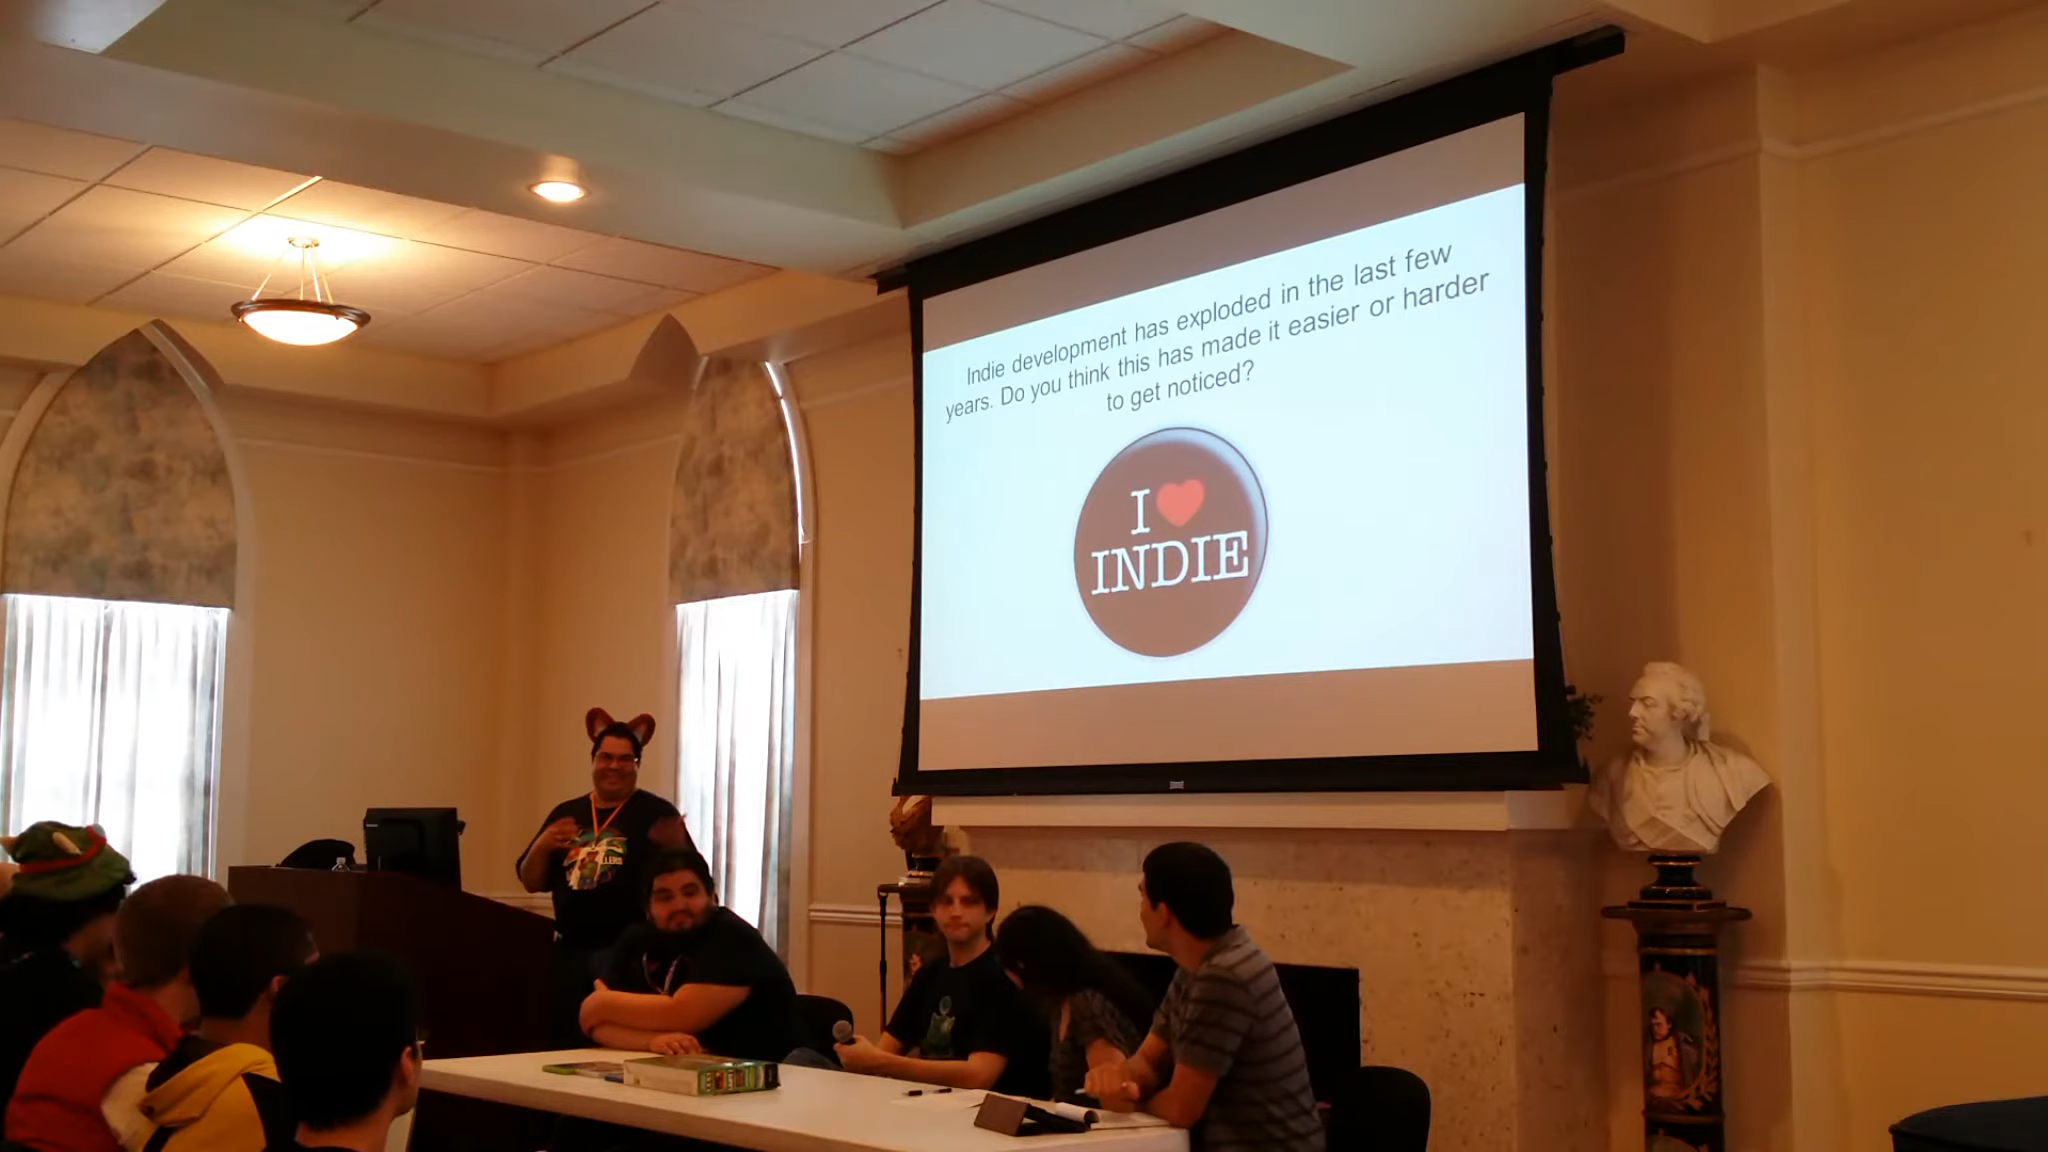 Indie development has exploded in the last few
years. Do you think this has made it easier or harder
to get noticed?
I ♥
INDIE